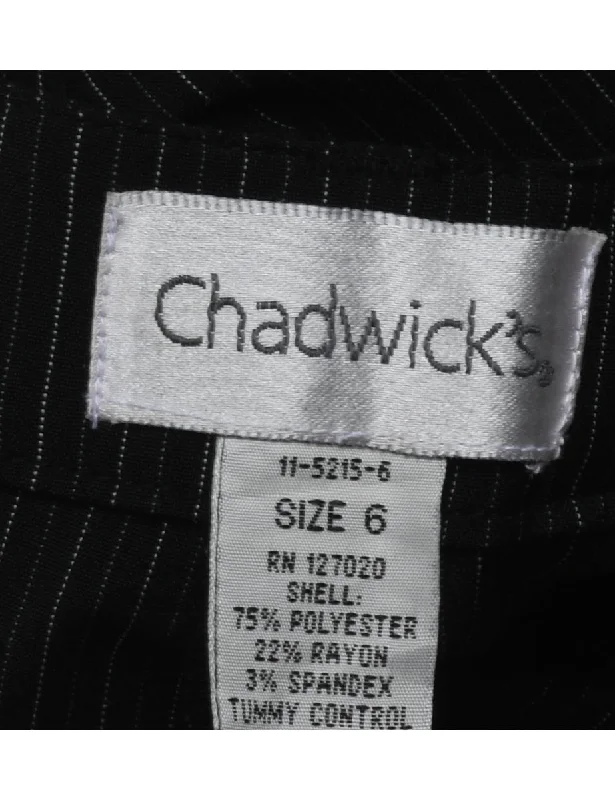 Chadwick's®
11-5215-6
SIZE 6
RN 127020
SHELL:
75% POLYESTER
22% RAYON
3% SPANDEX
TUMMY CONTROL